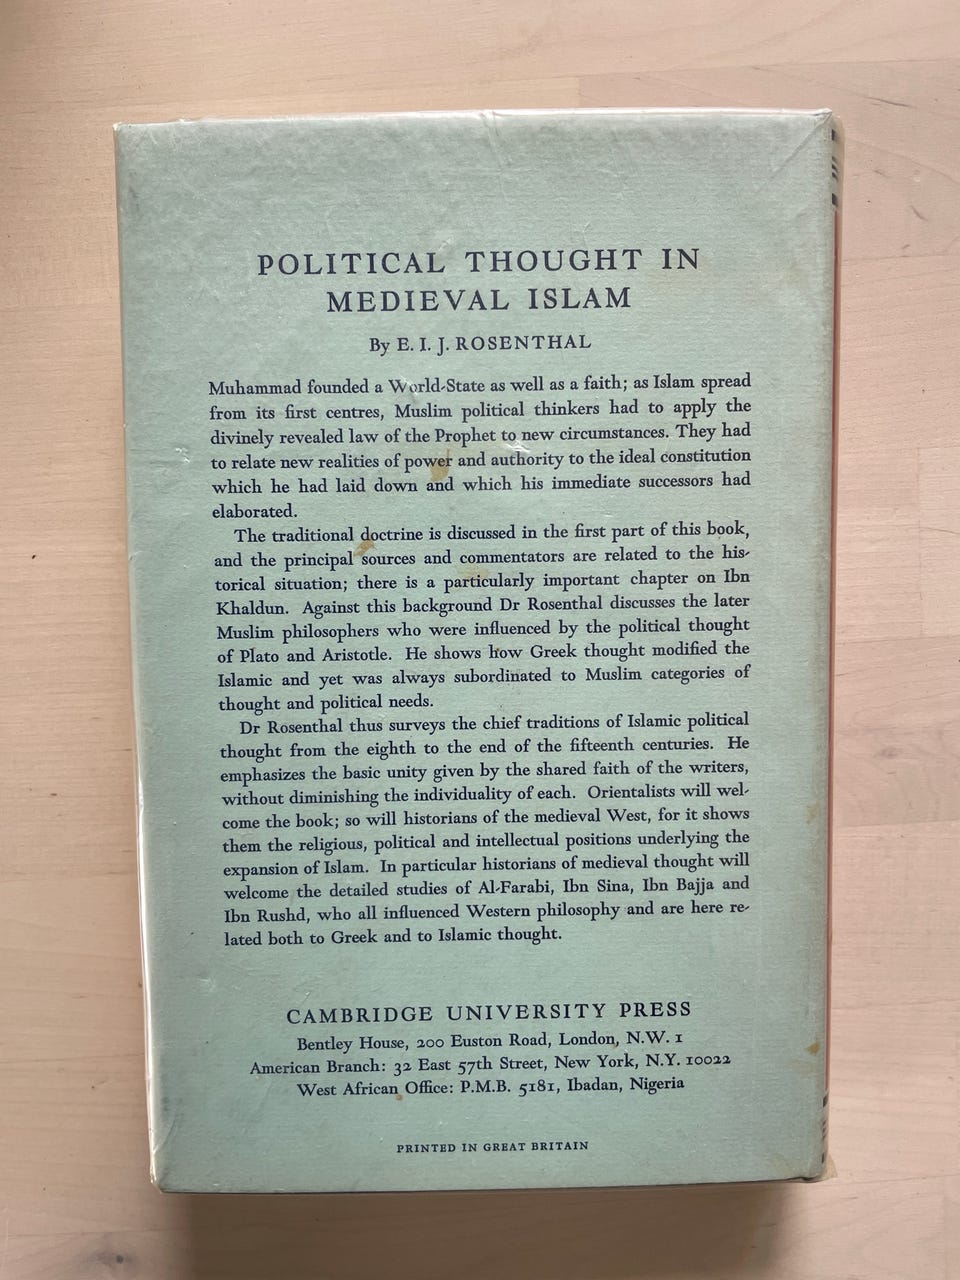 POLITICAL THOUGHT IN
MEDIEVAL ISLAM
By E. I. J. ROSENTHAL
Muhammad founded a World-State as well as a faith; as Islam spread
from its first centres, Muslim political thinkers had to apply the
divinely revealed law of the Prophet to new circumstances. They had
to relate new realities of power and authority to the ideal constitution
which he had laid down and which his immediate successors had
elaborated.
The traditional doctrine is discussed in the first part of this book,
and the principal sources and commentators are related to the his-
torical situation; there is a particularly important chapter on Ibn
Khaldun. Against this background Dr Rosenthal discusses the later
Muslim philosophers who were influenced by the political thought
of Plato and Aristotle. He shows how Greek thought modified the
Islamic and yet was always subordinated to Muslim categories of
thought and political needs.
Dr Rosenthal thus surveys the chief traditions of Islamic political
thought from the eighth to the end of the fifteenth centuries. He
emphasizes the basic unity given by the shared faith of the writers,
without diminishing the individuality of each. Orientalists will wel-
come the book; so will historians of the medieval West, for it shows
them the religious, political and intellectual positions underlying the
expansion of Islam. In particular historians of medieval thought will
welcome the detailed studies of Al-Farabi, Ibn Sina, Ibn Bajja and
Ibn Rushd, who all influenced Western philosophy and are here re-
lated both to Greek and to Islamic thought.
CAMBRIDGE UNIVERSITY PRESS
Bentley House, 200 Euston Road, London, N.W. 1
American Branch: 32 East 57th Street, New York, N.Y. 10022
West African Office: P.M.B. 5181, Ibadan, Nigeria
PRINTED IN GREAT BRITAIN